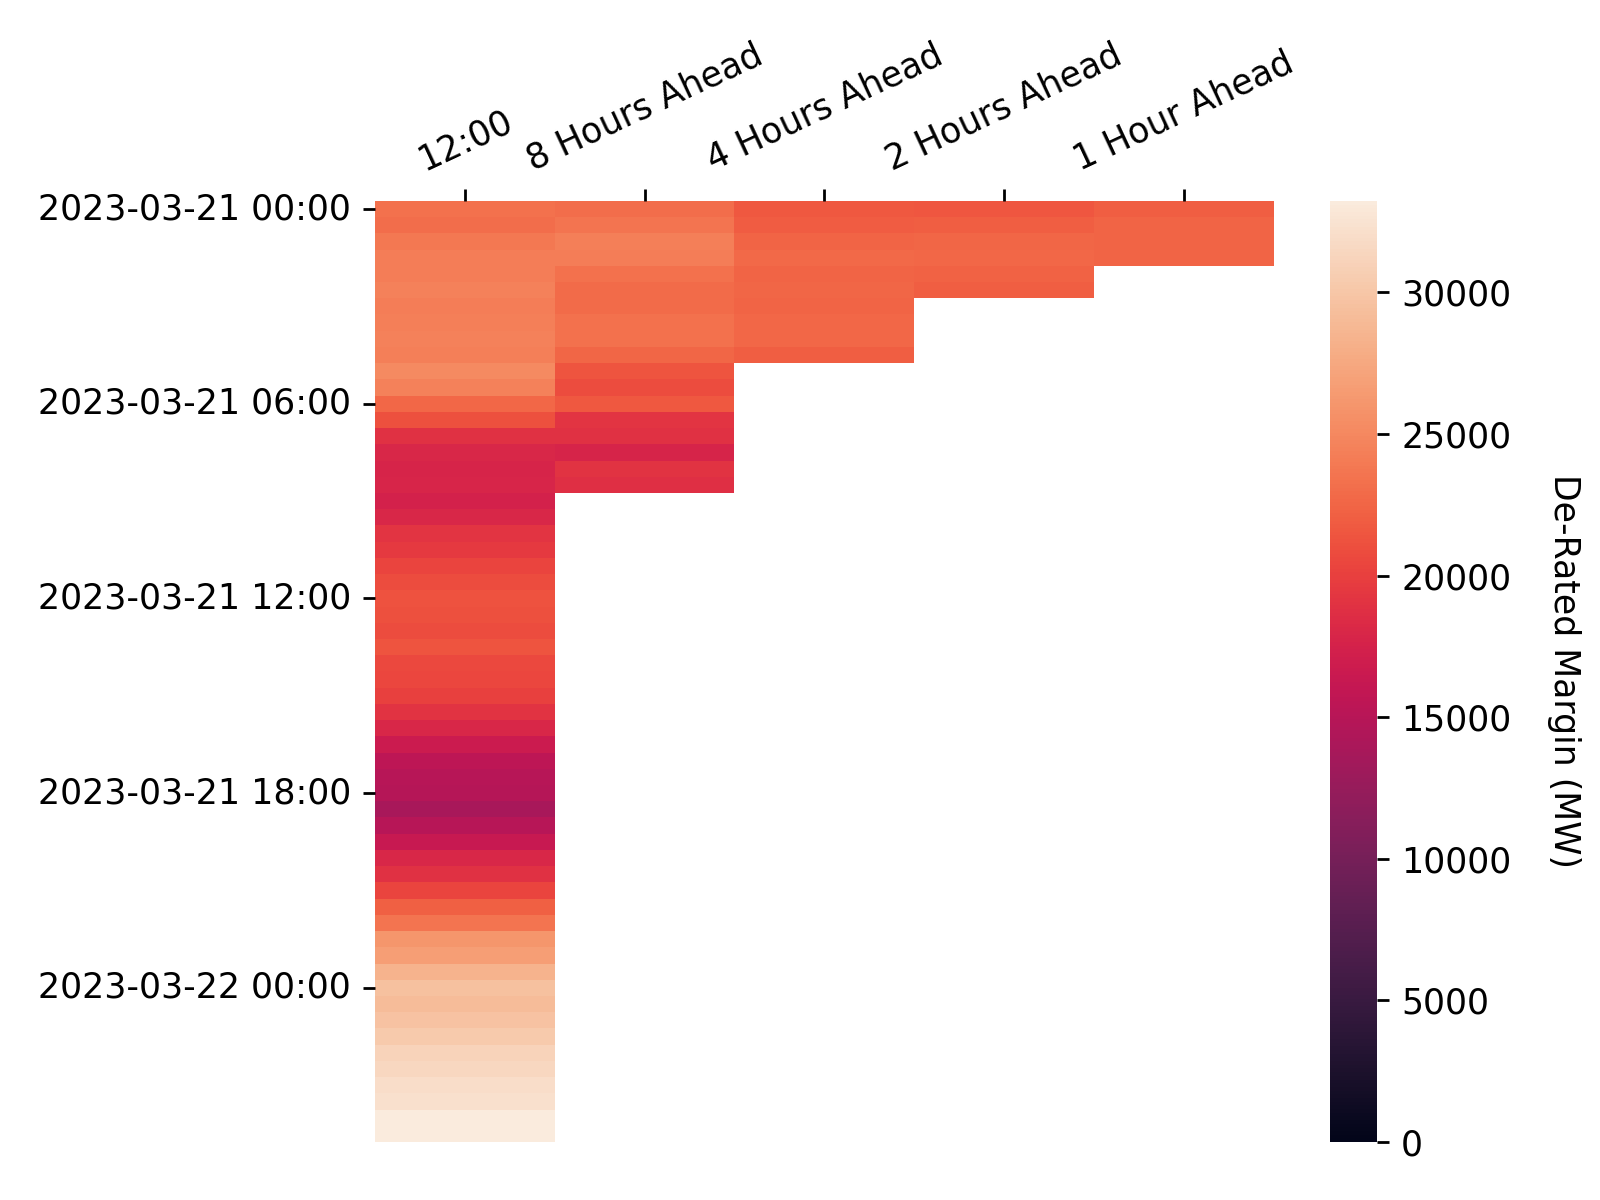 12:00
8 Hours Ahead
4 Hours Ahead
2 Hours Ahead
1 Hour Ahead
2023-03-21 00:00
2023-03-21 06:00
2023-03-21 12:00
2023-03-21 18:00
2023-03-22 00:00
30000
25000
20000
15000
10000
5000
0
De-Rated Margin (MW)